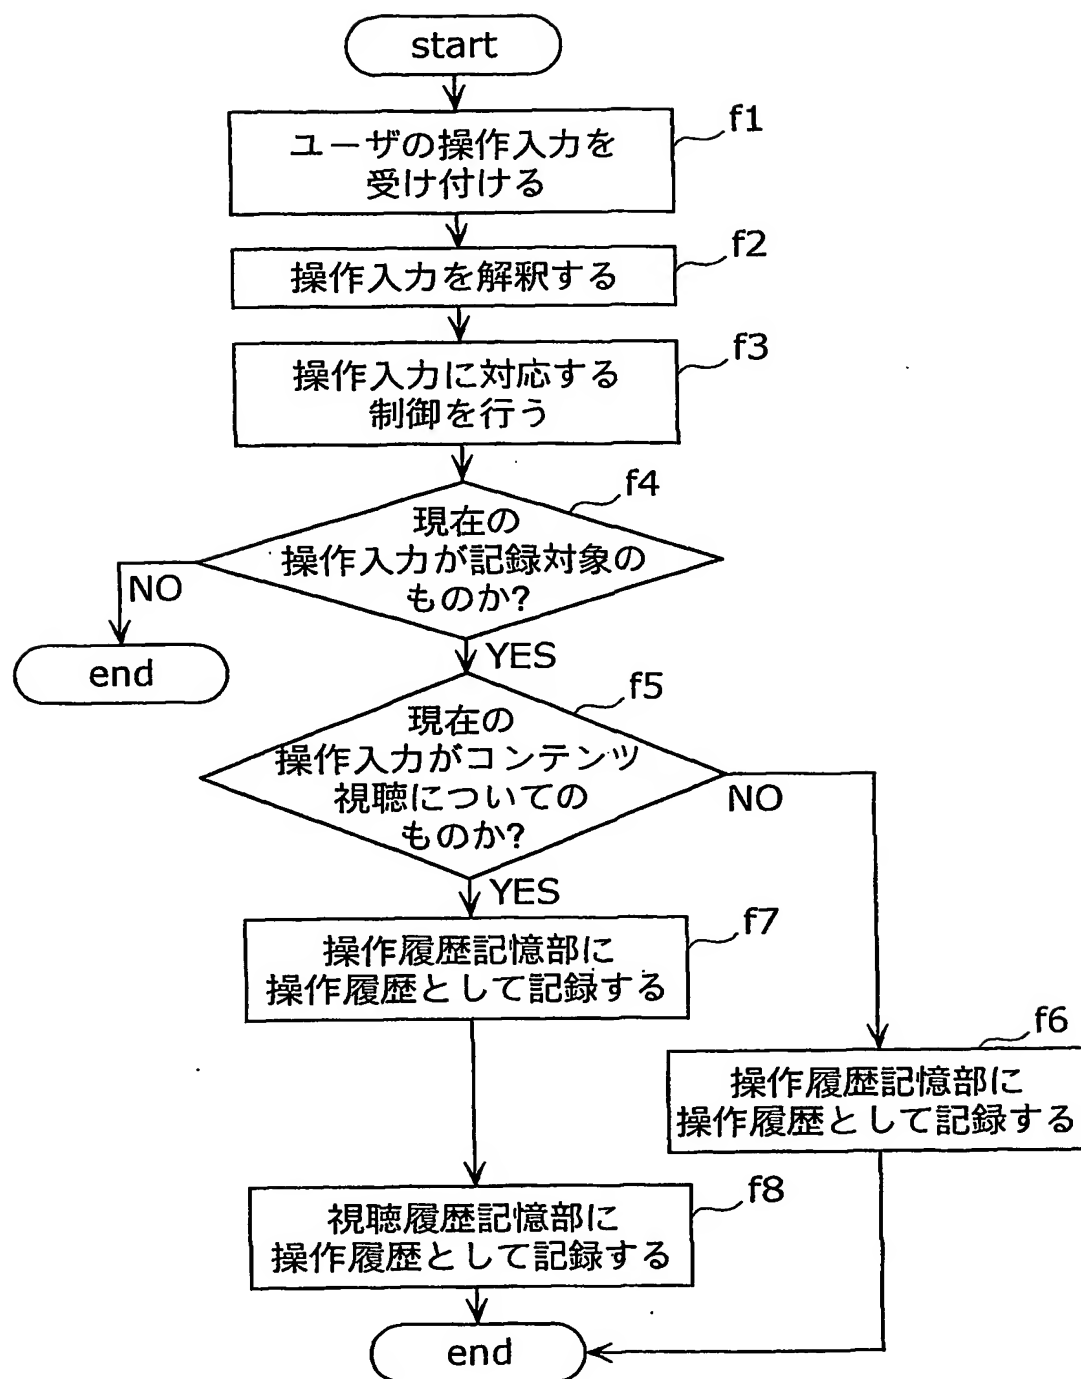 start
f1
ユーザの操作入力を
受け付ける
f2
操作入力を解釈する
f3
操作入力に対応する
制御を行う
f4
現在の
操作入力が記録対象の
ものか?
NO
end
YES
f5
現在の
操作入力がコンテンツ
視聴についての
ものか?
NO
YES
f7
操作履歴記憶部に
操作履歴として記録する
f6
操作履歴記憶部に
操作履歴として記録する
f8
視聴履歴記憶部に
操作履歴として記録する
end